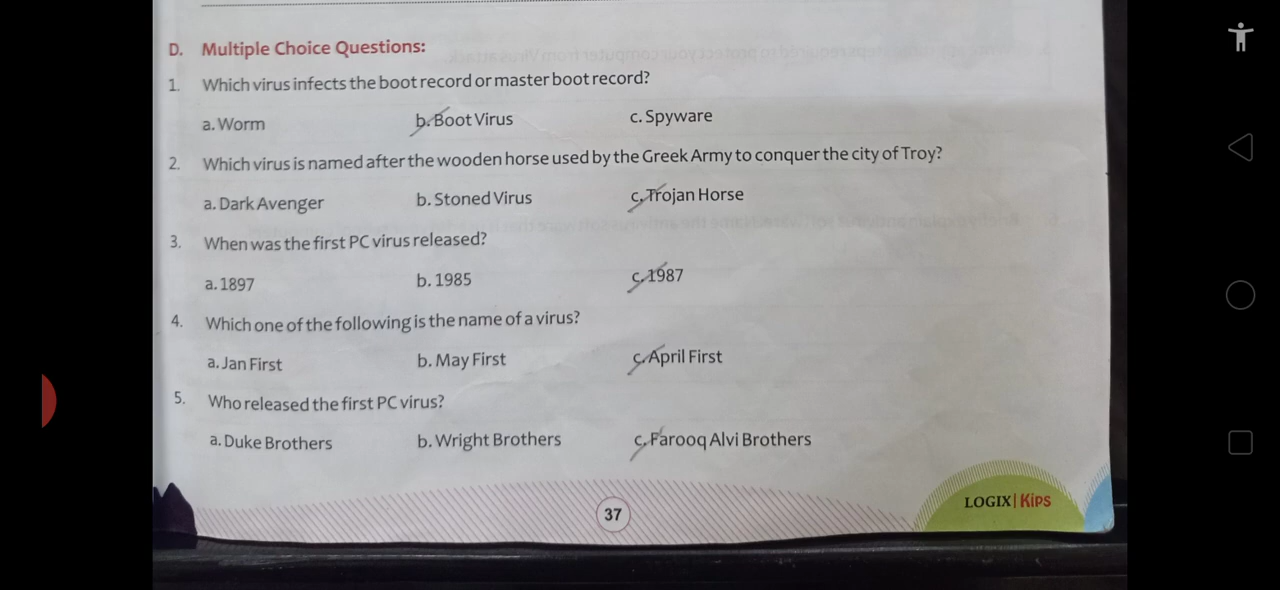 D. Multiple Choice Questions:
1. Which virus infects the boot record or master boot record?
a. Worm b. Boot Virus c. Spyware
2. Which virus is named after the wooden horse used by the Greek Army to conquer the city of Troy?
a. Dark Avenger b. Stoned Virus c. Trojan Horse
3. When was the first PC virus released?
a. 1897 b. 1985 c. 1987
4. Which one of the following is the name of a virus?
a. Jan First b. May First c. April First
5. Who released the first PC virus?
a. Duke Brothers b. Wright Brothers c. Farooq Alvi Brothers
37
LOGIX | Kips